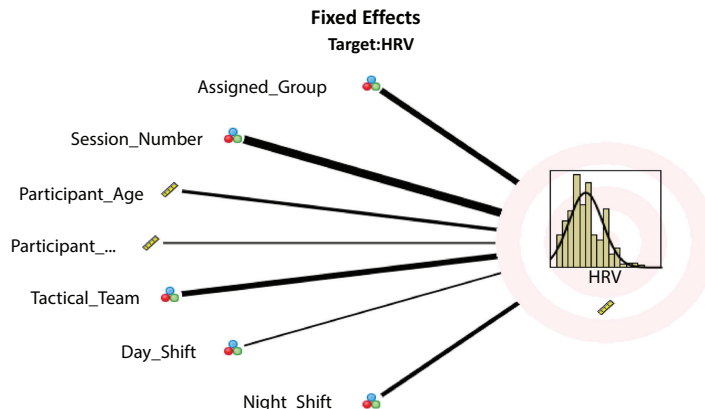 Fixed Effects
Target:HRV
Assigned_Group
Session_Number
Participant_Age
Participant_...
Tactical_Team
Day_Shift
Night_Shift
HRV